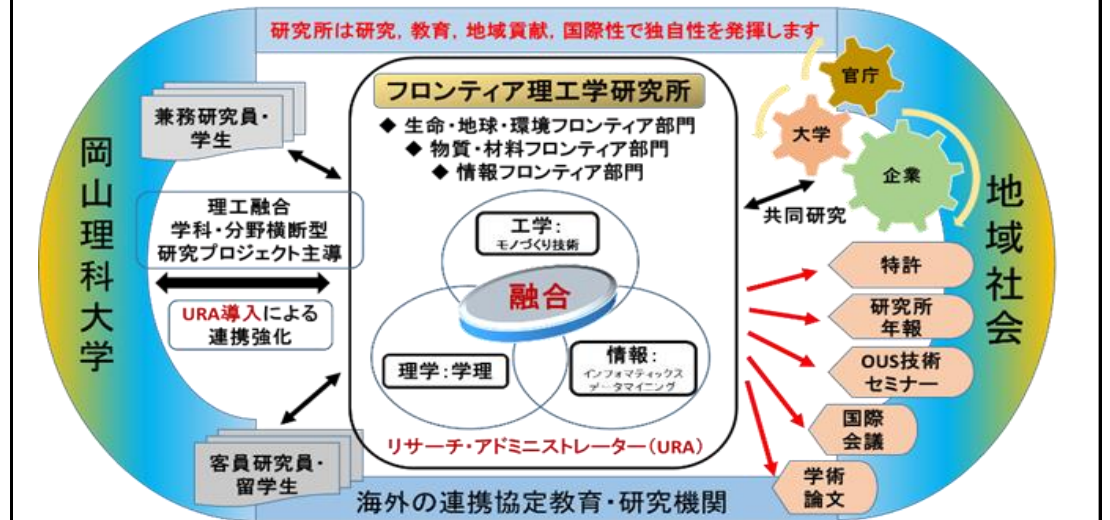 研究所は研究，教育，地域貢献，国際性で独自性を発揮します
岡山理科大学
兼務研究員・
学生
理工融合
学科・分野横断型
研究プロジェクト主導
URA導入による
連携強化
客員研究員・
留学生
フロンティア理工学研究所
◆ 生命・地球・環境フロンティア部門
◆ 物質・材料フロンティア部門
◆ 情報フロンティア部門
工学：
モノづくり技術
融合
理学：学理
情報：
インフォマティックス
データマイニング
リサーチ・アドミニストレーター（URA）
官庁
大学
企業
共同研究
特許
研究所
年報
OUS技術
セミナー
国際
会議
学術
論文
地域社会
海外の連携協定教育・研究機関